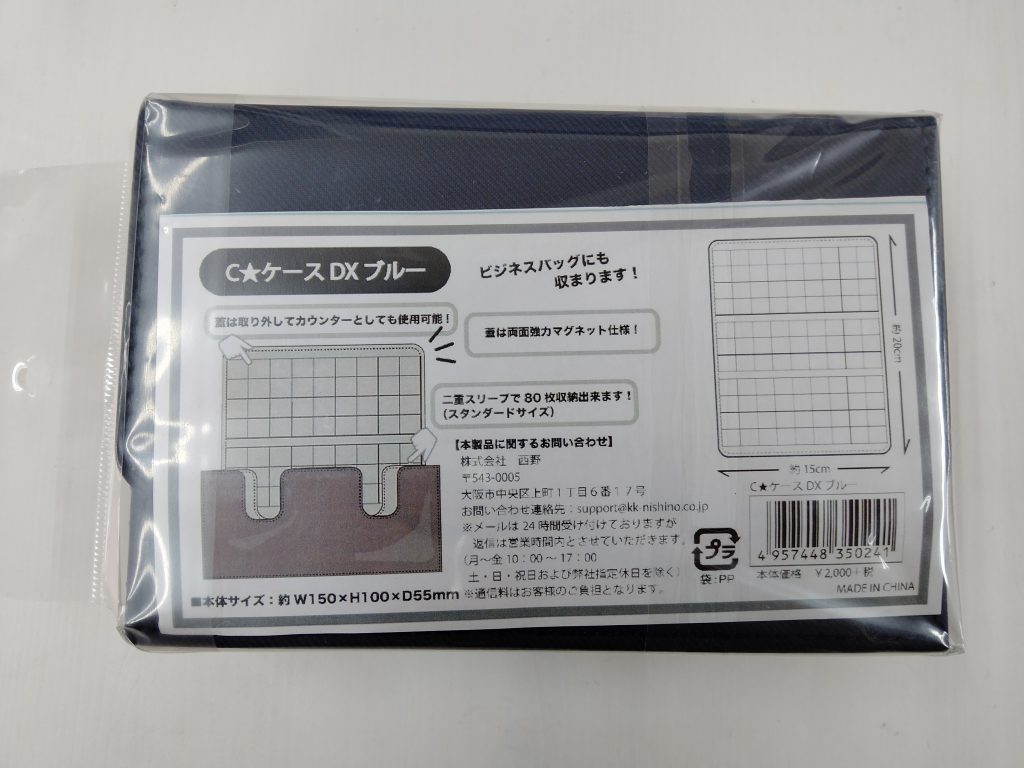 C★ケース DX ブルー
ビジネスバッグにも
収まります!
蓋は取り外してカウンターとしても使用可能!
蓋は両面強力マグネット仕様!
二重スリーブで 80 枚収納出来ます!
(スタンダードサイズ)
【本製品に関するお問い合わせ】
株式会社 西野
〒543-0005
大阪市中央区上町1丁目6番17号
お問い合わせ連絡先:support@kk-nishino.co.jp
※メールは 24 時間受け付けておりますが
返信は営業時間内とさせていただきます。
(月~金 10:00 ~ 17:00
土・日・祝日および弊社指定休日を除く)
※通信料はお客様のご負担となります。
■本体サイズ:約 W150×H100×D55mm
約 20cm
約 15cm
C★ケース DX ブルー
4 957448 350241
プラ
袋:PP
本体価格 ¥2,000+税
MADE IN CHINA